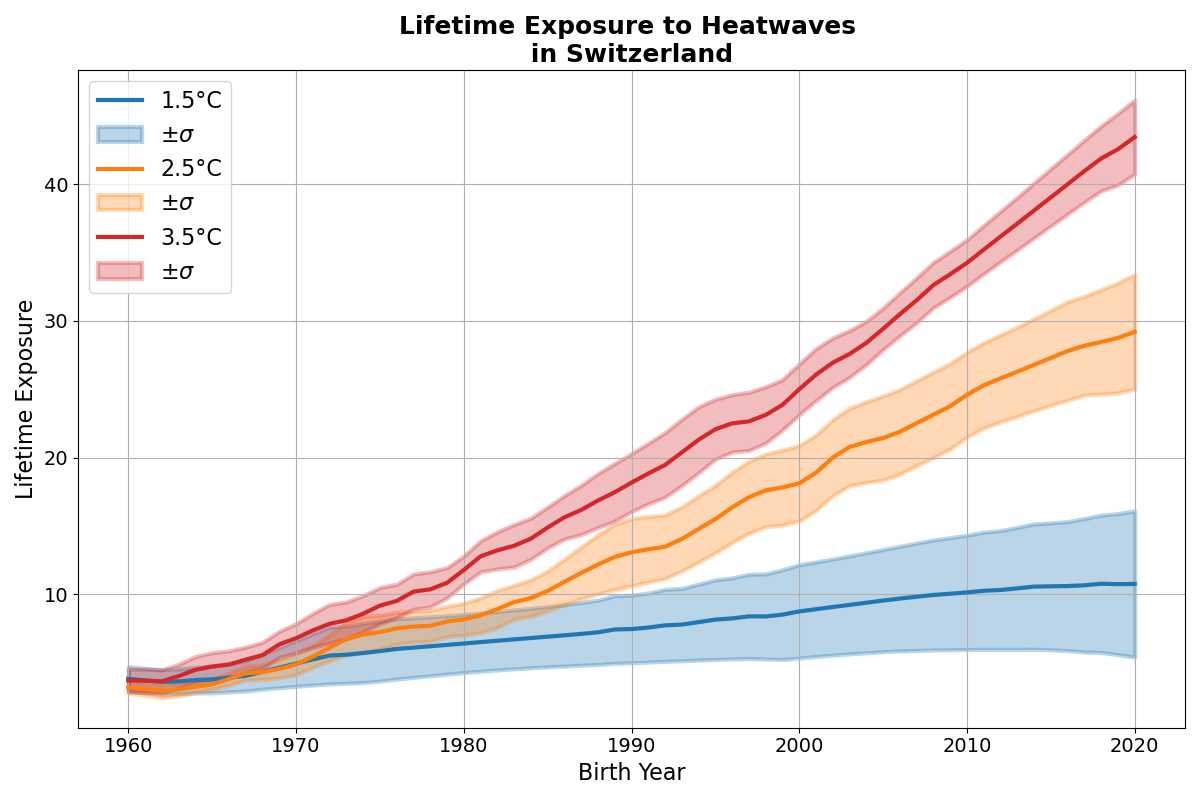 Lifetime Exposure to Heatwaves
in Switzerland
1.5°C
±σ
2.5°C
±σ
3.5°C
±σ
Lifetime Exposure
40
30
20
10
1960 1970 1980 1990 2000 2010 2020
Birth Year